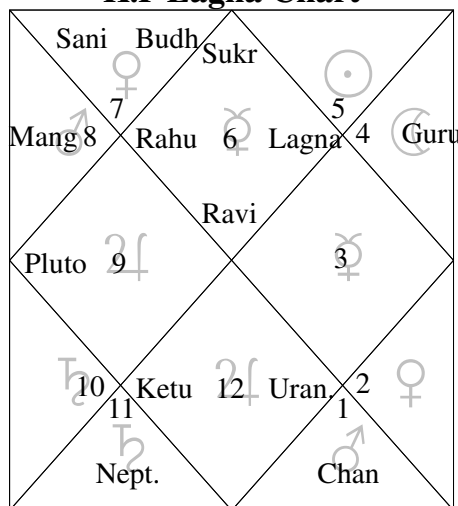 K.P Lagna Chart
Sani Budh Sukr
7 5
Mang 8 Rahu 6 Lagna 4 Guru
Ravi
Pluto 9 3
10 Ketu 12 Uran. 2
11 1
Nept. Chan